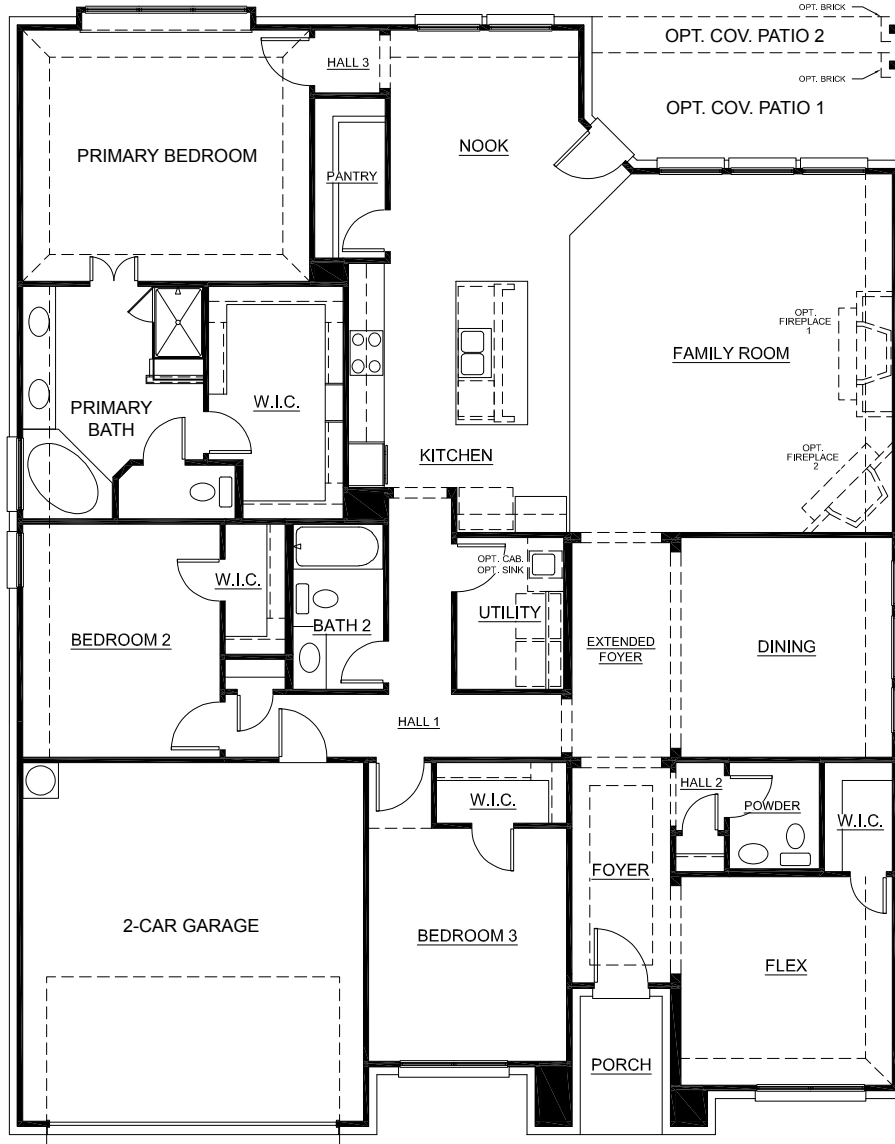 OPT. BRICK
OPT. COV. PATIO 2
HALL 3
OPT. BRICK
OPT. COV. PATIO 1
NOOK
PRIMARY BEDROOM
PANTRY
OPT.
FIREPLACE
1
FAMILY ROOM
W.I.C.
PRIMARY
BATH
KITCHEN
OPT.
FIREPLACE
2
OPT. CAB.
OPT. SINK
W.I.C.
UTILITY
BATH 2
BEDROOM 2
EXTENDED
FOYER
DINING
HALL 1
HALL 2
W.I.C.
POWDER
W.I.C.
FOYER
2-CAR GARAGE
BEDROOM 3
FLEX
PORCH